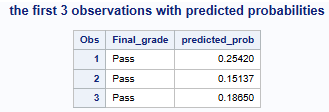 the first 3 observations with predicted probabilities
Obs Final_grade predicted_prob
1 Pass 0.25420
2 Pass 0.15137
3 Pass 0.18650